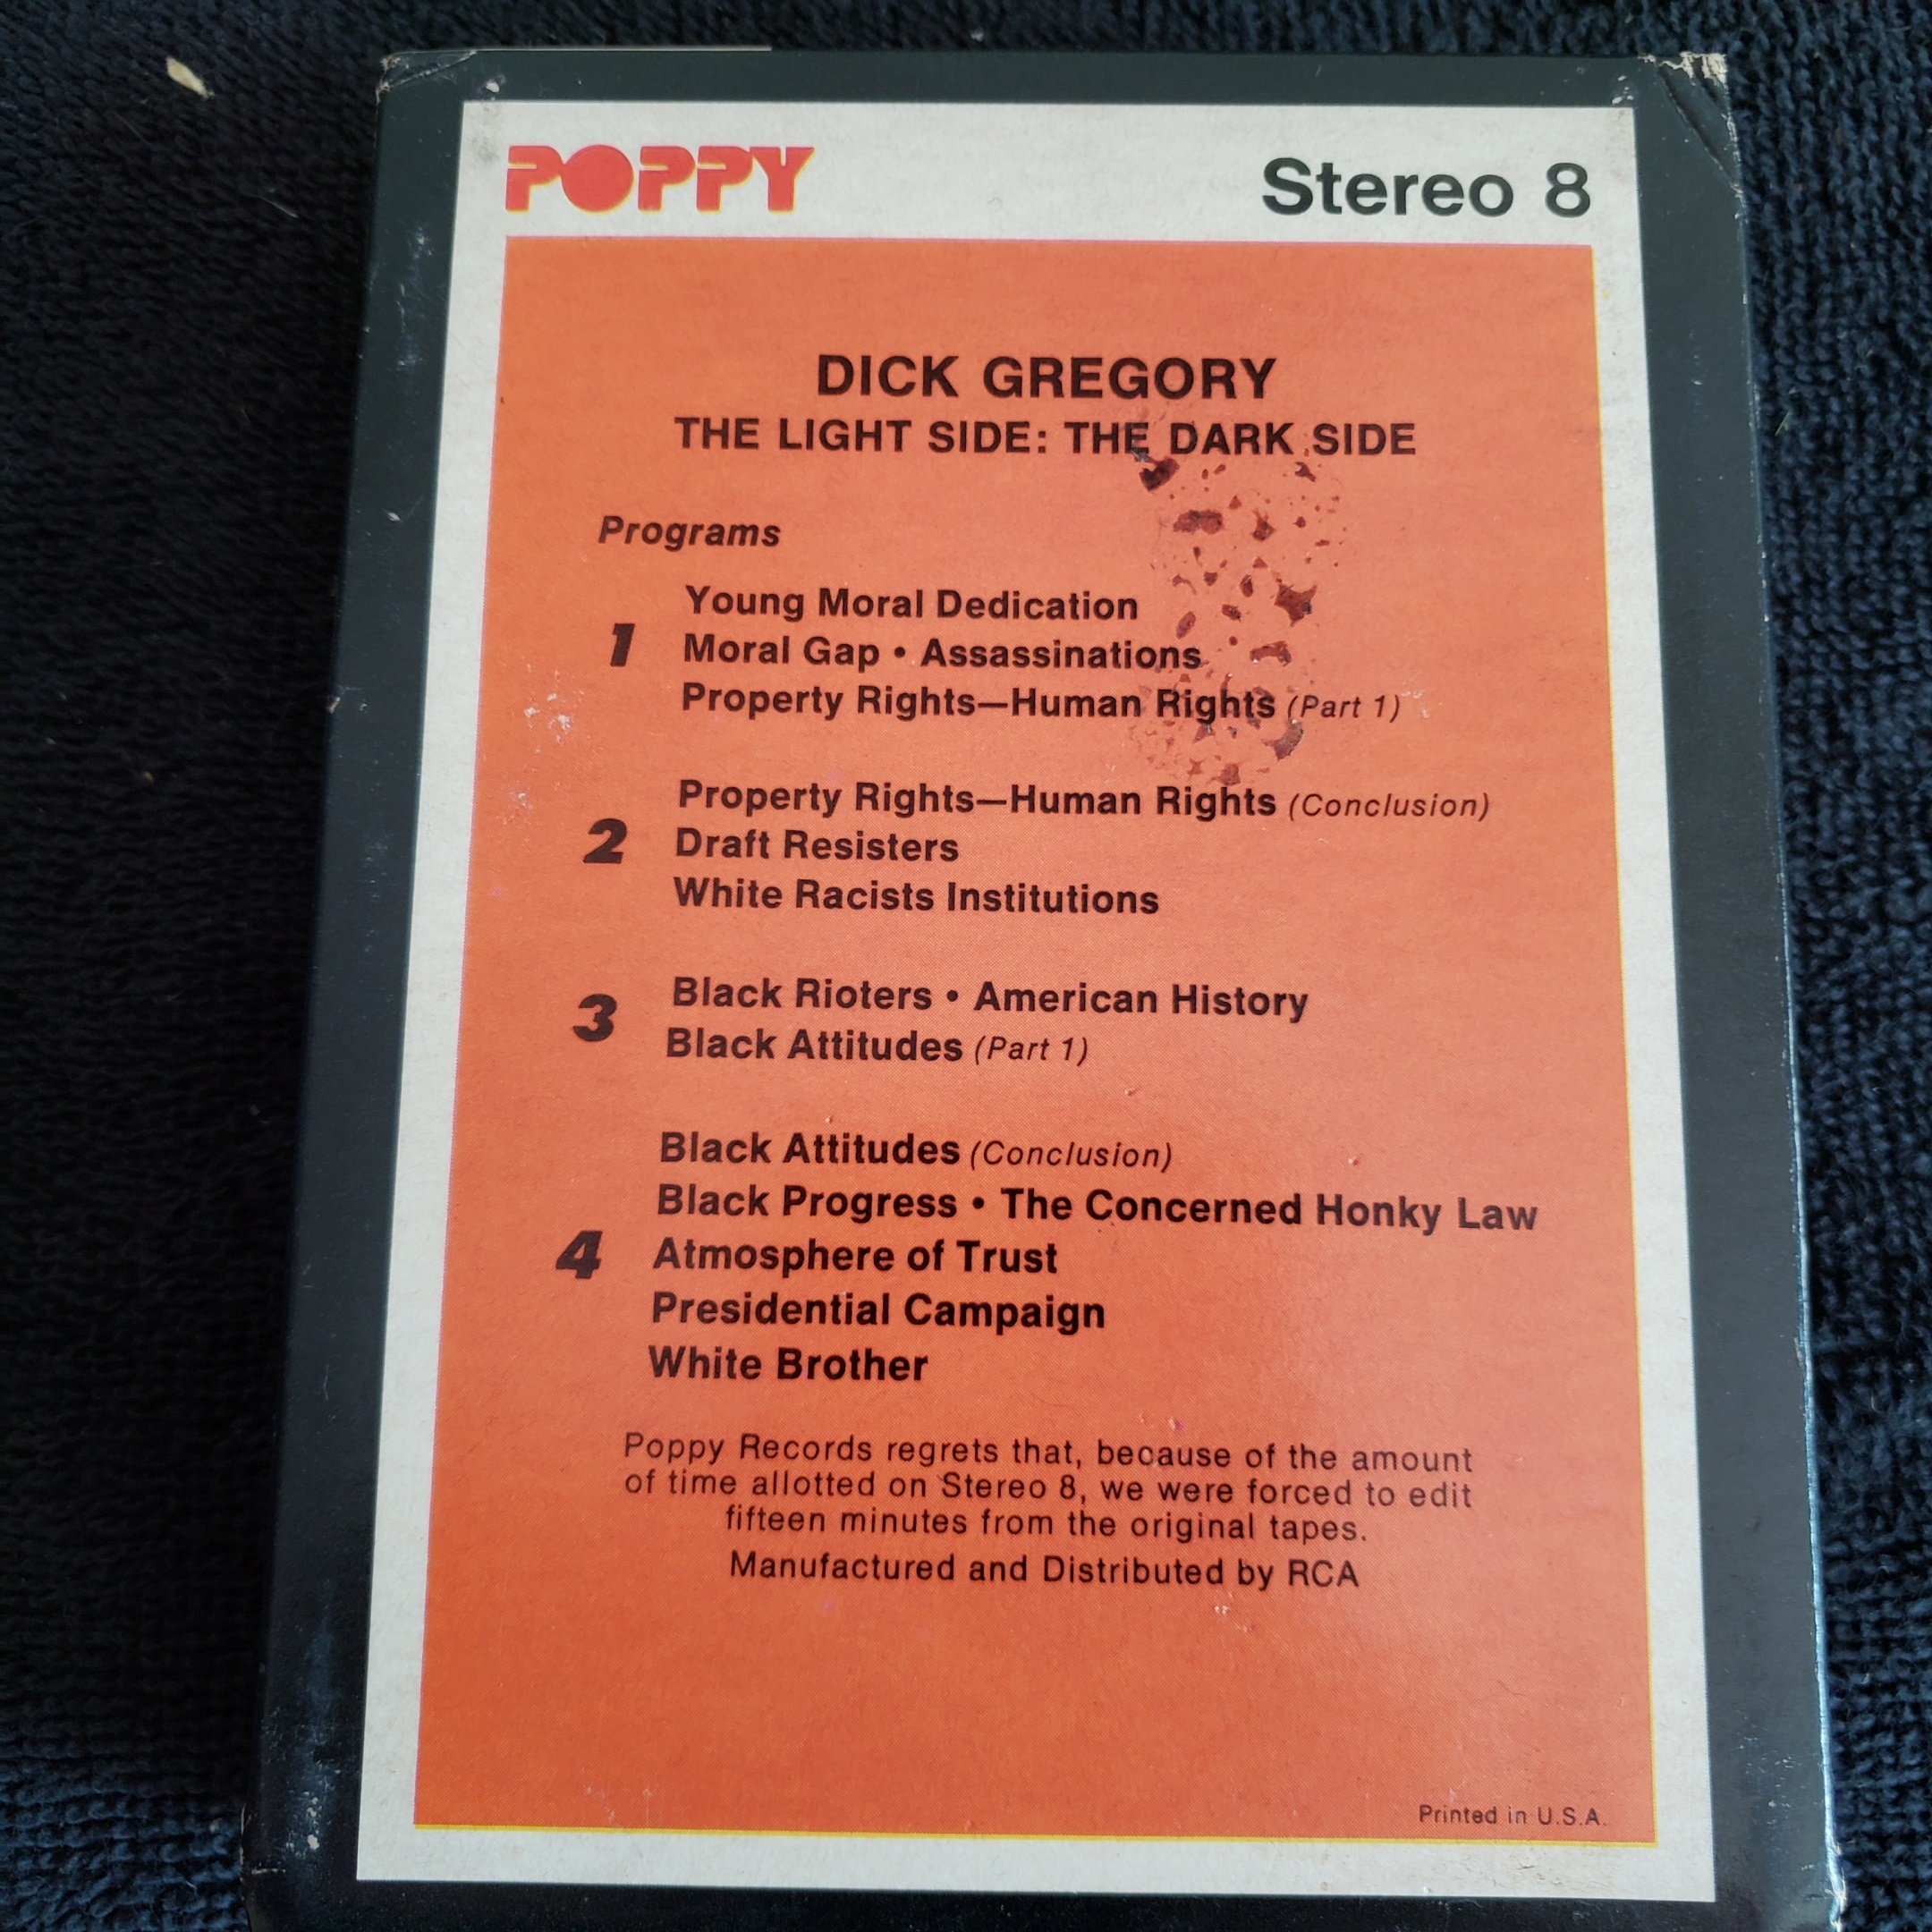 POPPY
Stereo 8
DICK GREGORY
THE LIGHT SIDE: THE DARK SIDE
Programs
1
Young Moral Dedication
Moral Gap • Assassinations
Property Rights—Human Rights (Part 1)
2
Property Rights—Human Rights (Conclusion)
Draft Resisters
White Racists Institutions
3
Black Rioters • American History
Black Attitudes (Part 1)
4
Black Attitudes (Conclusion)
Black Progress • The Concerned Honky Law
Atmosphere of Trust
Presidential Campaign
White Brother
Poppy Records regrets that, because of the amount
of time allotted on Stereo 8, we were forced to edit
fifteen minutes from the original tapes.
Manufactured and Distributed by RCA
Printed in U.S.A.